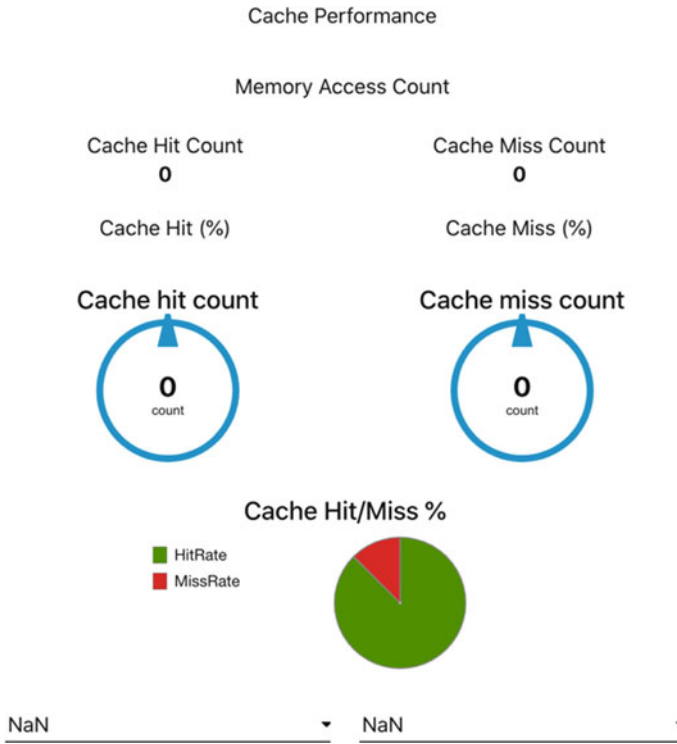 Cache Performance
Memory Access Count
Cache Hit Count
Cache Miss Count
0
0
Cache Hit (%)
Cache Miss (%)
Cache hit count
Cache miss count
0
count
0
count
Cache Hit/Miss %
HitRate
MissRate
NaN
NaN